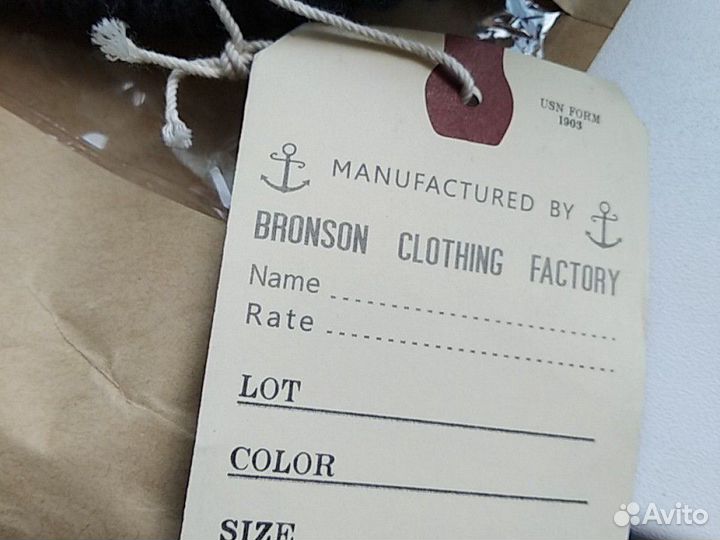 USN FORM
1903
MANUFACTURED BY
BRONSON CLOTHING FACTORY
Name
Rate
LOT
COLOR
SIZE
Avito